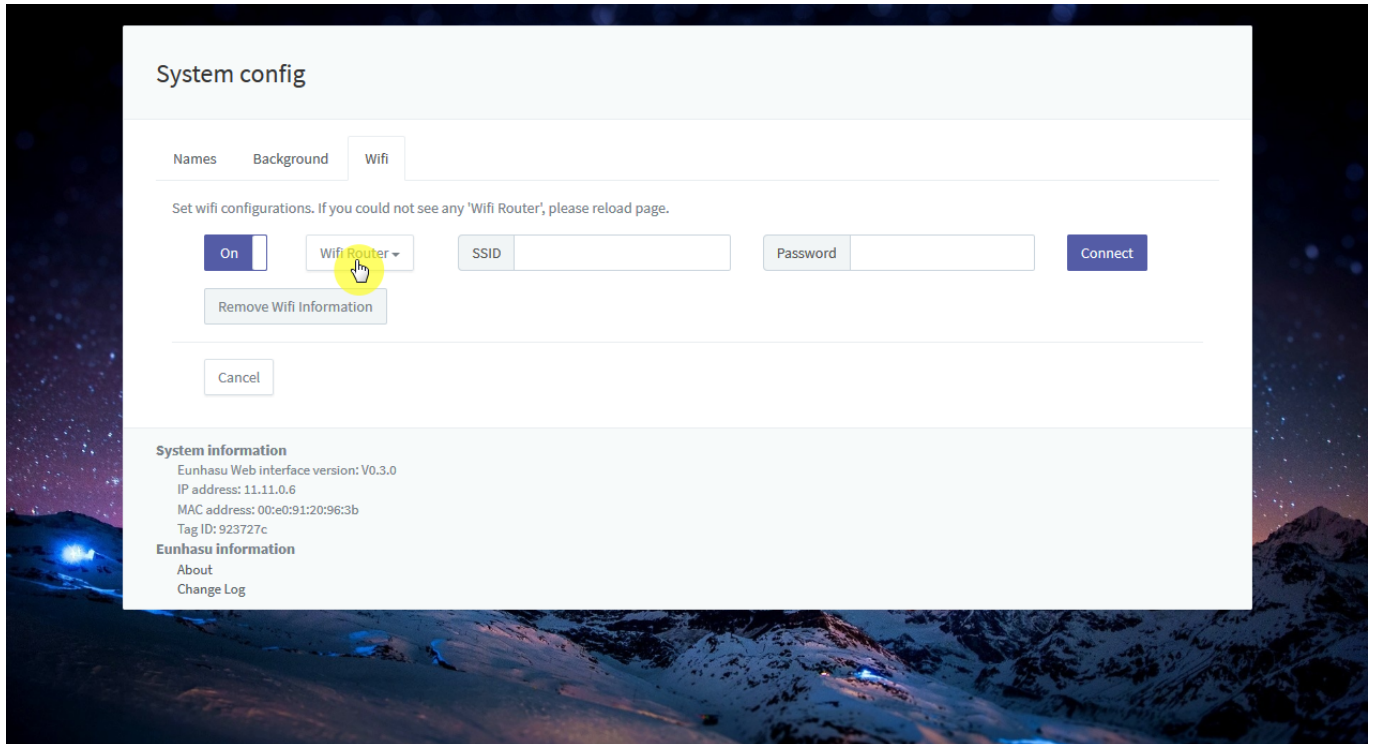 System config
Names Background Wifi
Set wifi configurations. If you could not see any 'Wifi Router', please reload page.
On Wifi Router SSID Password Connect
Remove Wifi Information
Cancel
System information
Eunhasu Web interface version: V0.3.0
IP address: 11.11.0.6
MAC address: 00:e0:91:20:96:3b
Tag ID: 923727c
Eunhasu information
About
Change Log